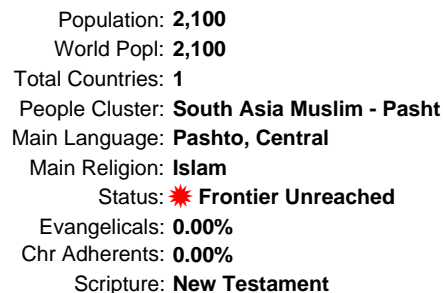 Population: 2,100
World Popl: 2,100
Total Countries: 1
People Cluster: South Asia Muslim - Pasht
Main Language: Pashto, Central
Main Religion: Islam
Status: Frontier Unreached
Evangelicals: 0.00%
Chr Adherents: 0.00%
Scripture: New Testament